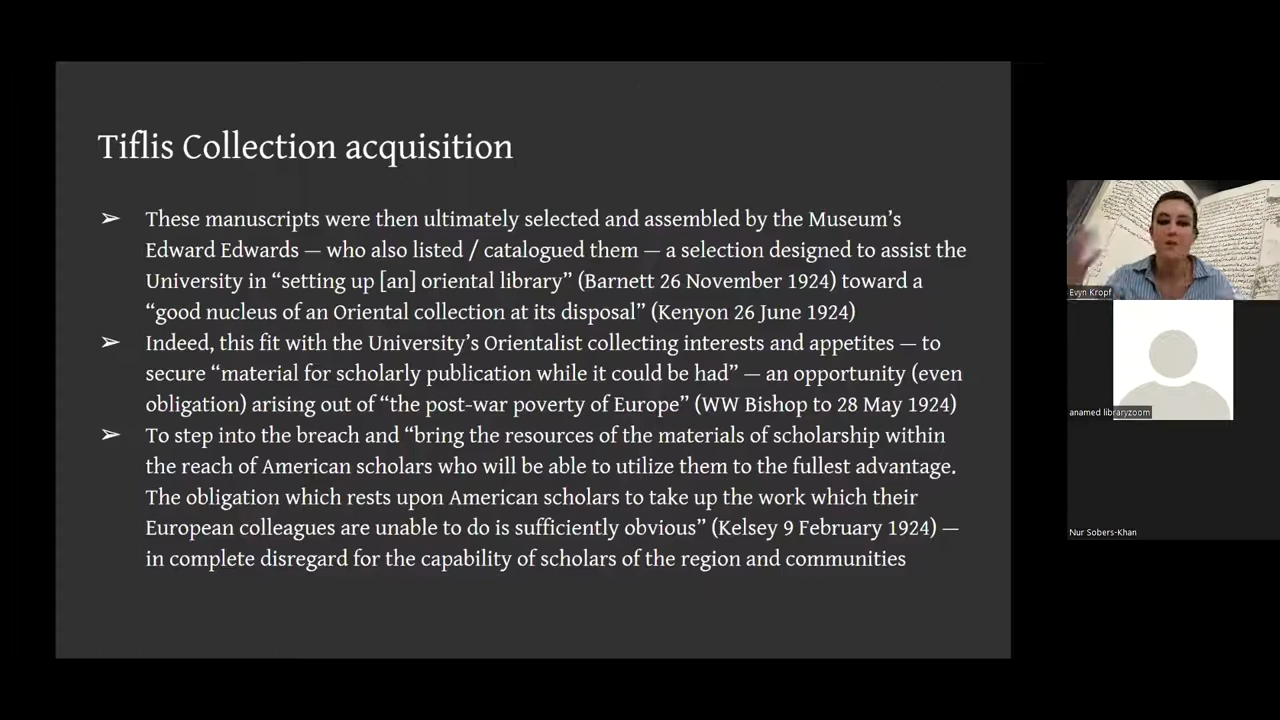 Tiflis Collection acquisition
➢ These manuscripts were then ultimately selected and assembled by the Museum’s
Edward Edwards — who also listed / catalogued them — a selection designed to assist the
University in “setting up [an] oriental library” (Barnett 26 November 1924) toward a
“good nucleus of an Oriental collection at its disposal” (Kenyon 26 June 1924)
➢ Indeed, this fit with the University’s Orientalist collecting interests and appetites — to
secure “material for scholarly publication while it could be had” — an opportunity (even
obligation) arising out of “the post-war poverty of Europe” (WW Bishop to 28 May 1924)
➢ To step into the breach and “bring the resources of the materials of scholarship within
the reach of American scholars who will be able to utilize them to the fullest advantage.
The obligation which rests upon American scholars to take up the work which their
European colleagues are unable to do is sufficiently obvious” (Kelsey 9 February 1924) —
in complete disregard for the capability of scholars of the region and communities
Evyn Kropf
anamed libraryzoom
Nur Sobers-Khan